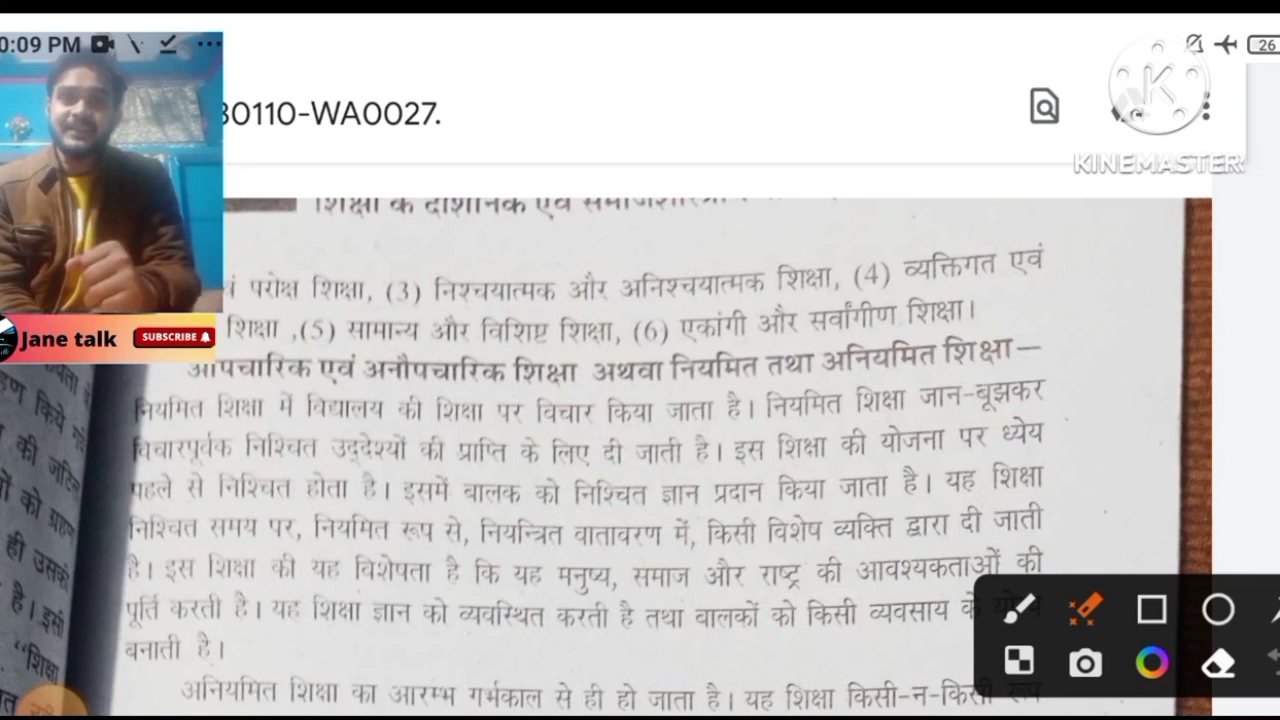 0:09 PM
26
30110-WA0027.
KINEMASTER
शिक्षा के दार्शनिक एवं
परोक्ष शिक्षा, (3) निश्चयात्मक और अनिश्चयात्मक शिक्षा, (4) व्यक्तिगत एवं
शिक्षा ,(5) सामान्य और विशिष्ट शिक्षा, (6) एकांगी और सर्वांगीण शिक्षा।
Jane talk
SUBSCRIBE
औपचारिक एवं अनौपचारिक शिक्षा अथवा नियमित तथा अनियमित शिक्षा—
नियमित शिक्षा में विद्यालय की शिक्षा पर विचार किया जाता है। नियमित शिक्षा जान-बूझकर
विचारपूर्वक निश्चित उद्देश्यों की प्राप्ति के लिए दी जाती है। इस शिक्षा की योजना पर ध्येय
पहले से निश्चित होता है। इसमें बालक को निश्चित ज्ञान प्रदान किया जाता है। यह शिक्षा
निश्चित समय पर, नियमित रूप से, नियन्त्रित वातावरण में, किसी विशेष व्यक्ति द्वारा दी जाती
है। इस शिक्षा की यह विशेषता है कि यह मनुष्य, समाज और राष्ट्र की आवश्यकताओं की
पूर्ति करती है। यह शिक्षा ज्ञान को व्यवस्थित करती है तथा बालकों को किसी व्यवसाय के योग्य
बनाती है।
अनियमित शिक्षा का आरम्भ गर्भकाल से ही हो जाता है। यह शिक्षा किसी-न-किसी रूप
किये
की
को ग्रहण
ही उसको
है। इसी
“शिक्षा